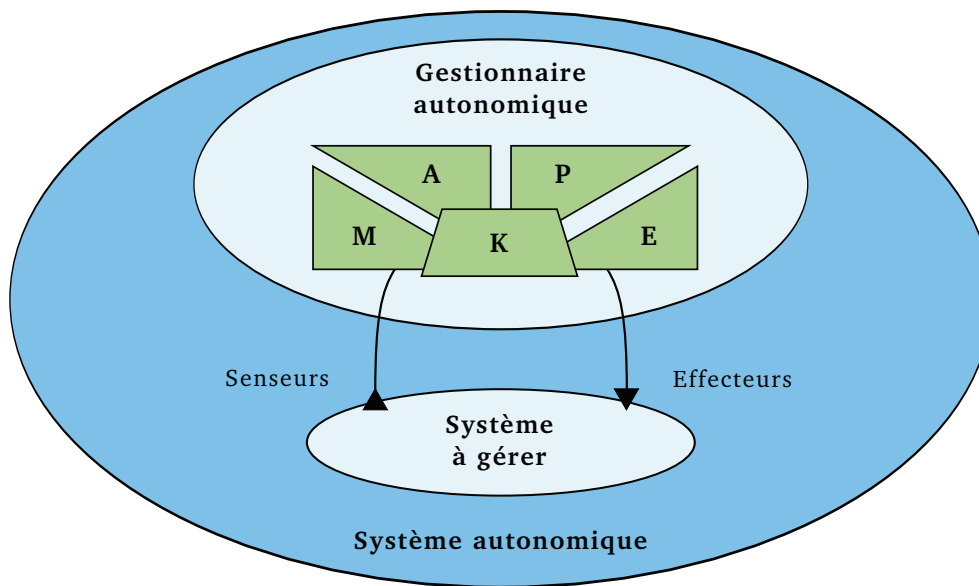 Gestionnaire
autonomique
A
P
M
K
E
Senseurs
Effecteurs
Système
à gérer
Système autonomique